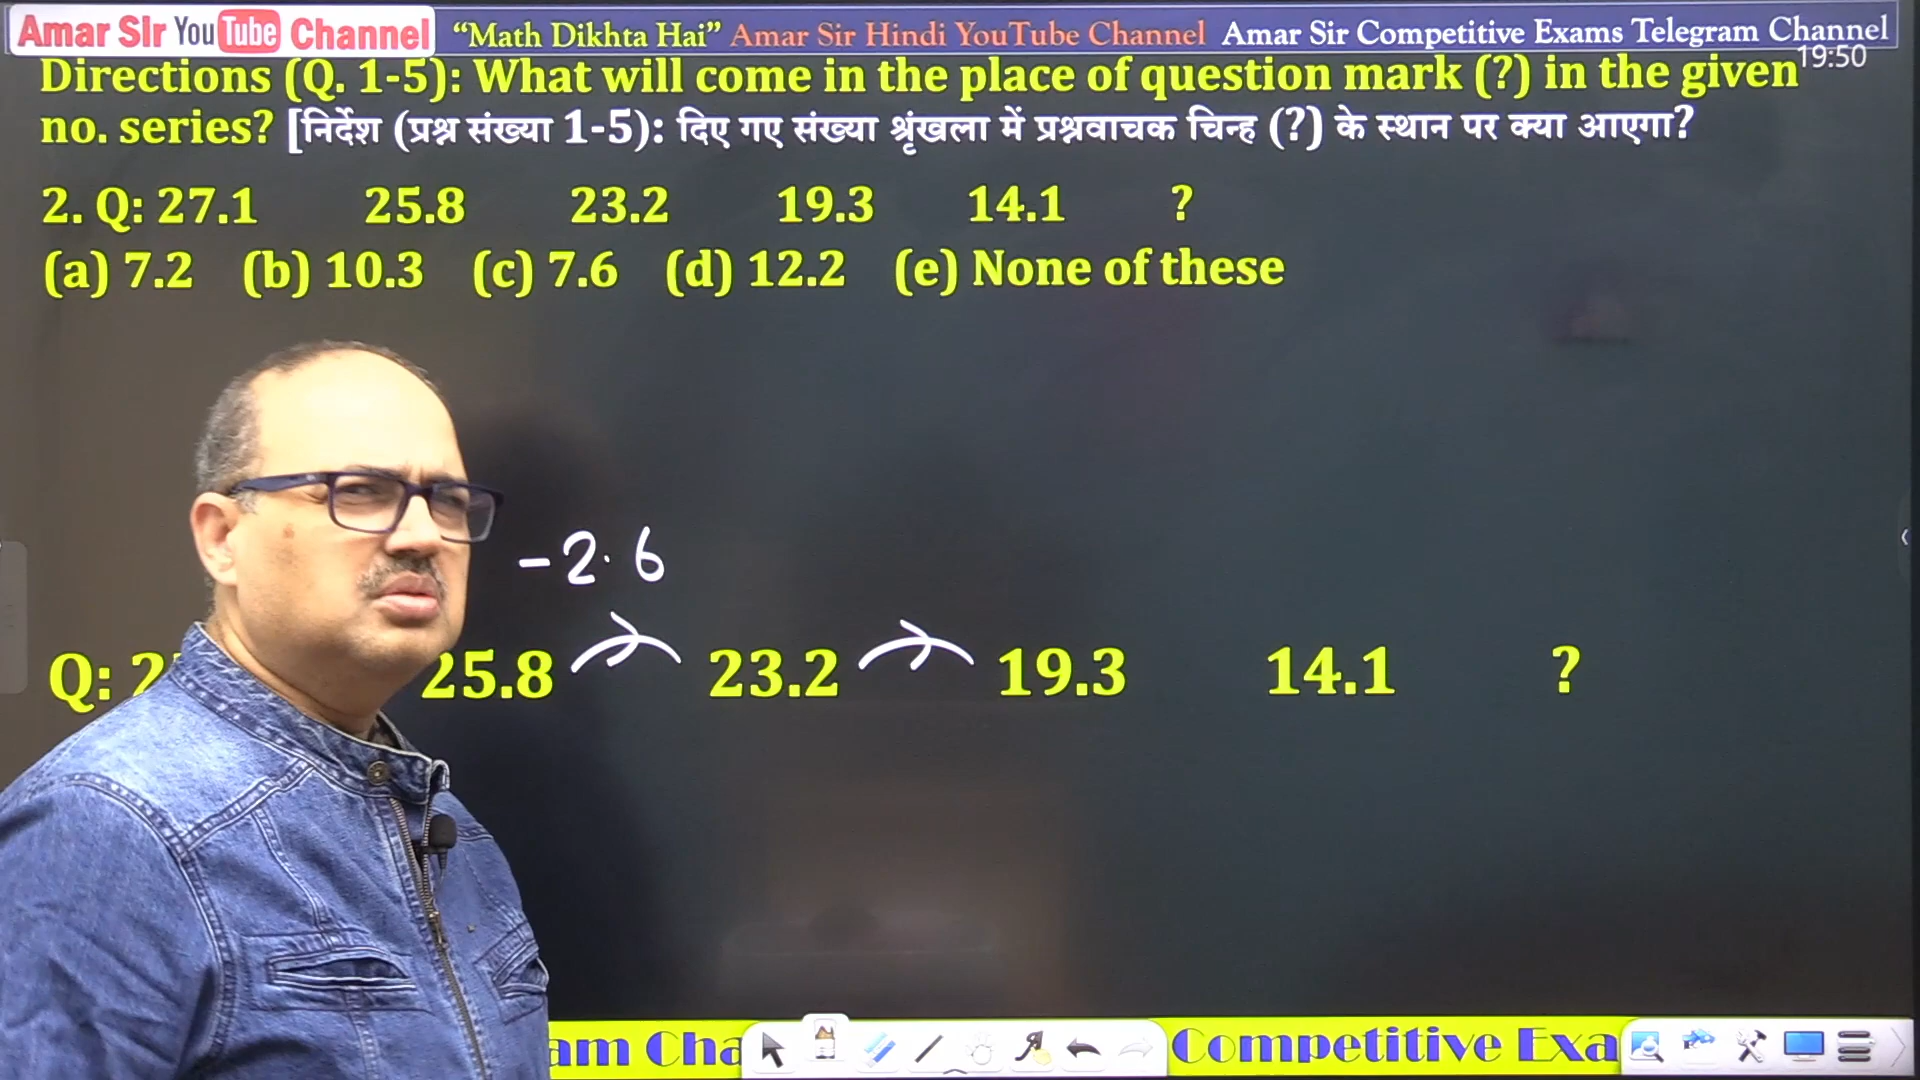 Amar Sir YouTube Channel "Math Dikhta Hai" Amar Sir Hindi YouTube Channel Amar Sir Competitive Exams Telegram Channel
19:50
Directions (Q. 1-5): What will come in the place of question mark (?) in the given
no. series? [निर्देश (प्रश्न संख्या 1-5): दिए गए संख्या श्रृंखला में प्रश्नवाचक चिन्ह (?) के स्थान पर क्या आएगा?
2. Q: 27.1 25.8 23.2 19.3 14.1 ?
(a) 7.2 (b) 10.3 (c) 7.6 (d) 12.2 (e) None of these
-2.6
Q: 2 25.8 23.2 19.3 14.1 ?
am Cha Competitive Exa